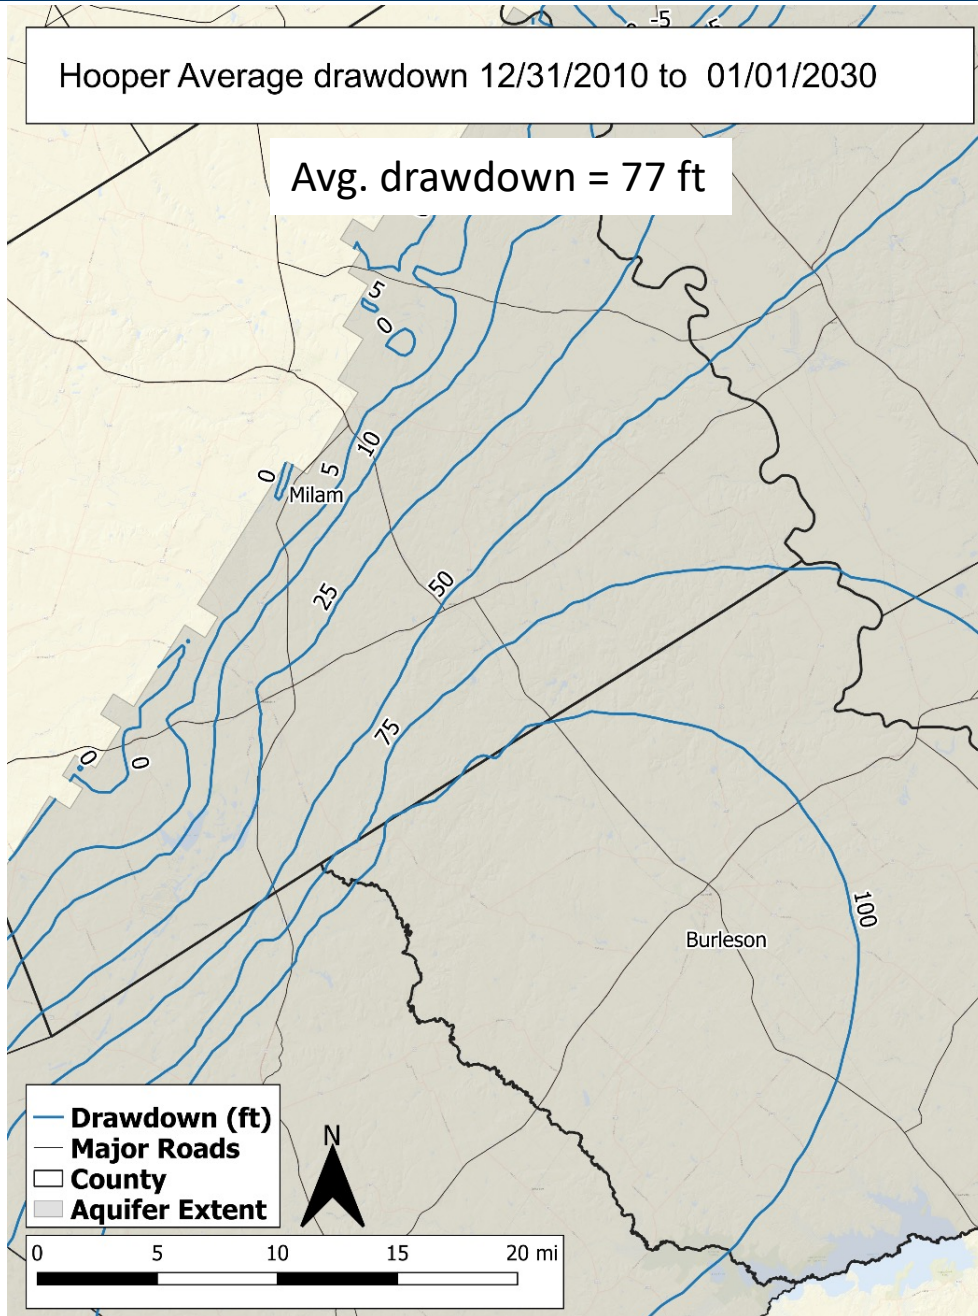 -5
5
Hooper Average drawdown 12/31/2010 to 01/01/2030
Avg. drawdown = 77 ft
5
0
10
5
0
Milam
25
50
75
0
0
100
Burleson
Drawdown (ft)
Major Roads
County
Aquifer Extent
N
0 5 10 15 20 mi